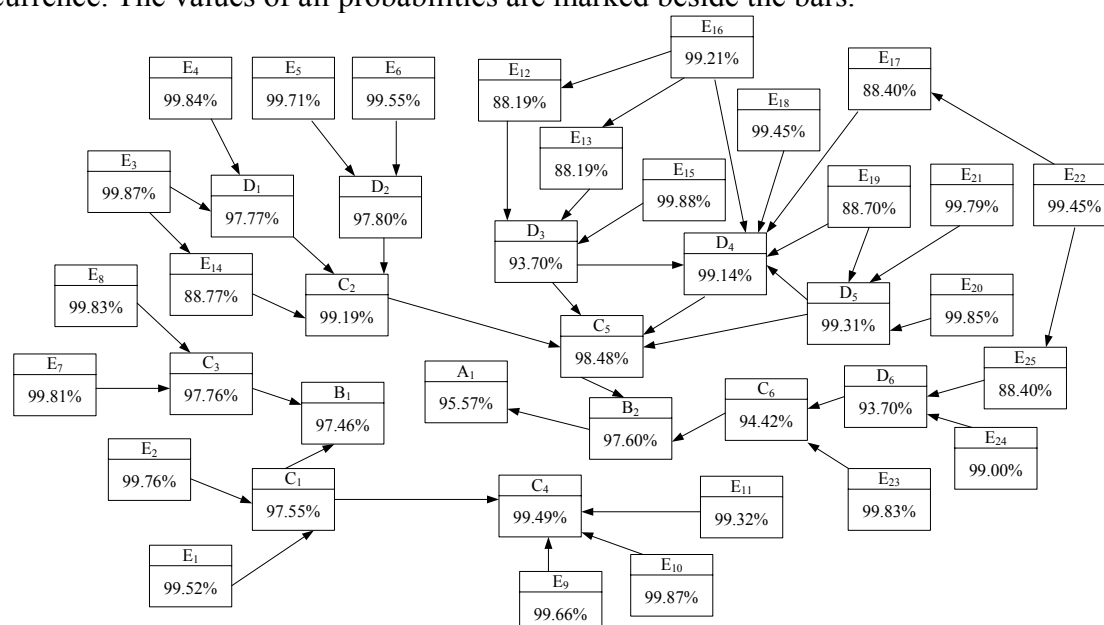 currence. The values of all probabilities are marked beside the bars.
E16
99.21%
E4
99.84%
E5
99.71%
E6
99.55%
E12
88.19%
E17
88.40%
E18
99.45%
E13
88.19%
E3
99.87%
D1
97.77%
D2
97.80%
E15
99.88%
E19
88.70%
E21
99.79%
E22
99.45%
D3
93.70%
D4
99.14%
E14
88.77%
E8
99.83%
C2
99.19%
D5
99.31%
E20
99.85%
C5
98.48%
E7
99.81%
C3
97.76%
A1
95.57%
E25
88.40%
D6
93.70%
B1
97.46%
B2
97.60%
C6
94.42%
E24
99.00%
E2
99.76%
C1
97.55%
C4
99.49%
E11
99.32%
E23
99.83%
E1
99.52%
E9
99.66%
E10
99.87%